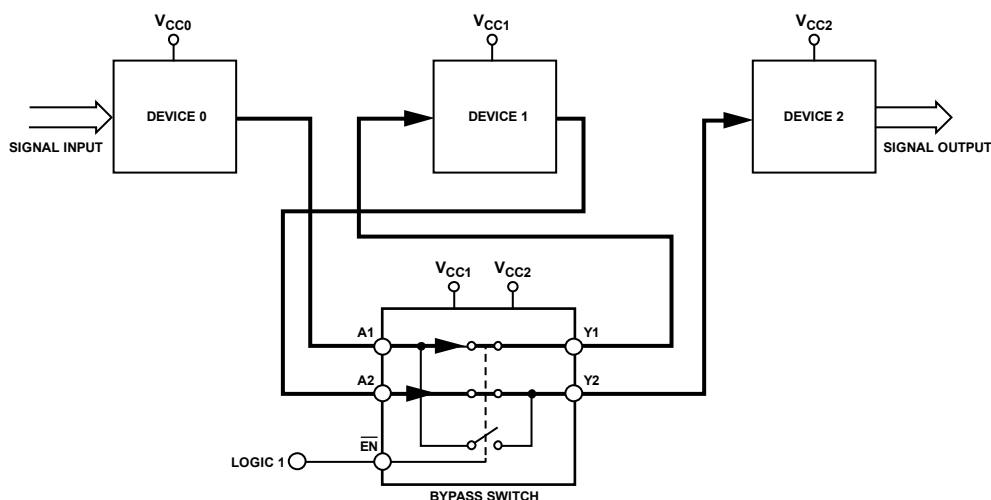 VCC0
VCC1
VCC2
DEVICE 0
DEVICE 1
DEVICE 2
SIGNAL INPUT
SIGNAL OUTPUT
VCC1
VCC2
A1
Y1
A2
Y2
EN
LOGIC 1
BYPASS SWITCH